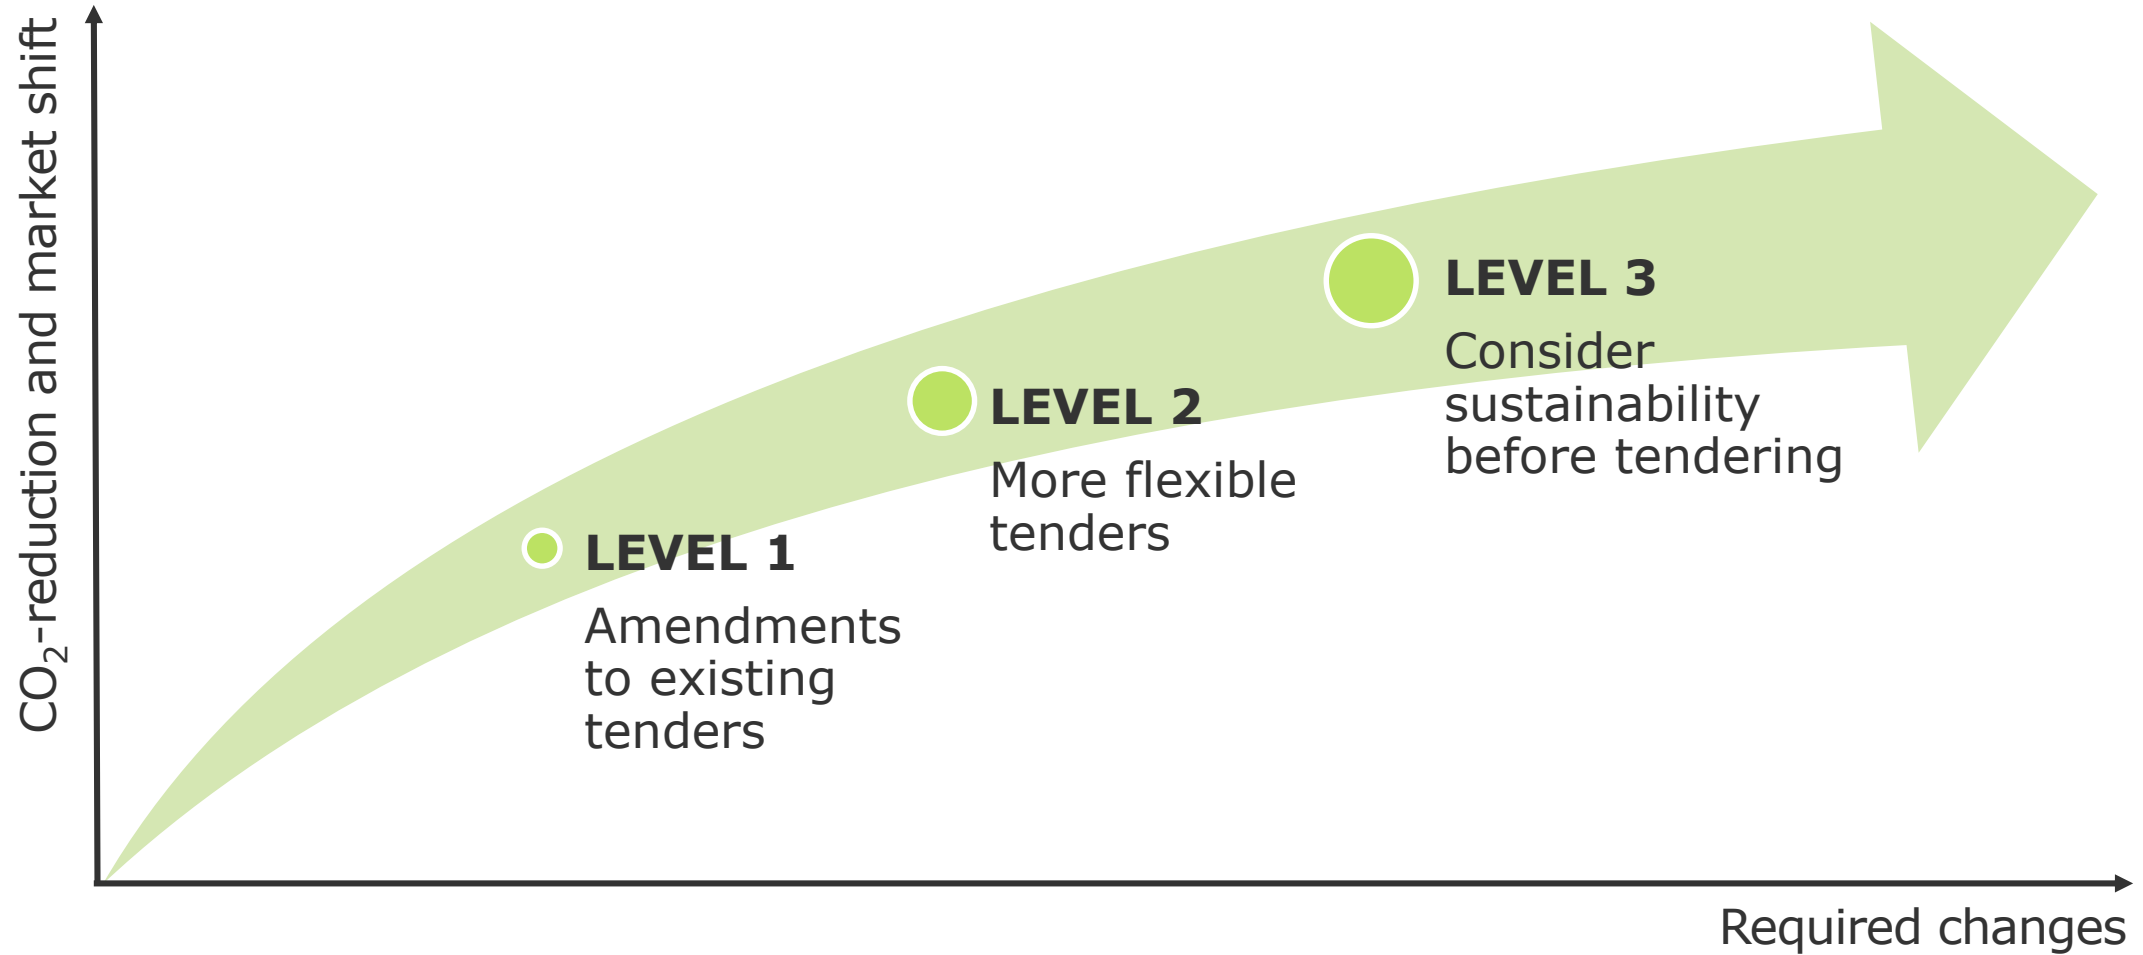 CO₂-reduction and market shift
LEVEL 1
Amendments
to existing
tenders
LEVEL 2
More flexible
tenders
LEVEL 3
Consider
sustainability
before tendering
Required changes